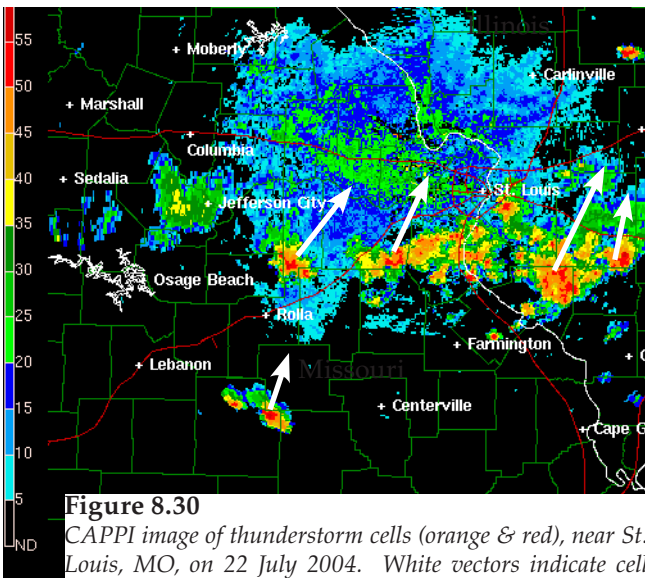 Illinois
55
Moberly
Carlinville
50
Marshall
45
Columbia
40
Sedalia
St. Louis
Jefferson City
35
30
Osage Beach
25
Rolla
Farmington
20
Lebanon
Missouri
15
Centerville
10
Cape G
5
ND
Figure 8.30
CAPPI image of thunderstorm cells (orange & red), near St.
Louis, MO, on 22 July 2004. White vectors indicate cell